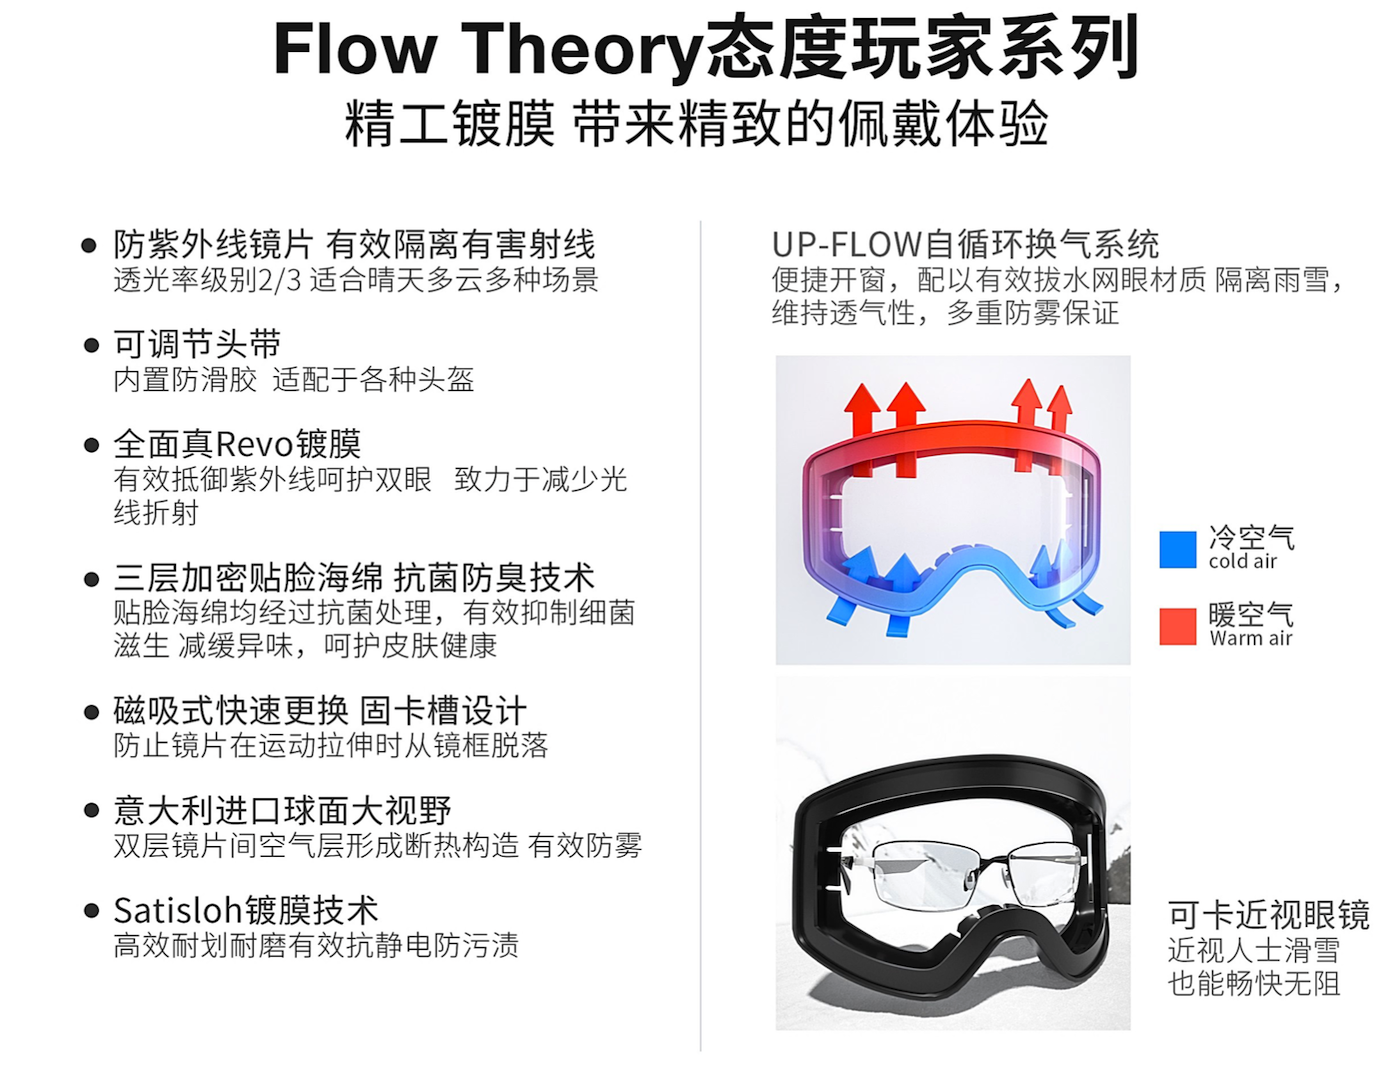 Flow Theory态度玩家系列
精工镀膜 带来精致的佩戴体验
防紫外线镜片 有效隔离有害射线
透光率级别2/3 适合晴天多云多种场景
可调节头带
内置防滑胶 适配于各种头盔
全面真Revo镀膜
有效抵御紫外线呵护双眼 致力于减少光
线折射
三层加密贴脸海绵 抗菌防臭技术
贴脸海绵均经过抗菌处理，有效抑制细菌
滋生 减缓异味，呵护皮肤健康
磁吸式快速更换 固卡槽设计
防止镜片在运动拉伸时从镜框脱落
意大利进口球面大视野
双层镜片间空气层形成断热构造 有效防雾
Satisloh镀膜技术
高效耐划耐磨有效抗静电防污渍
UP-FLOW自循环换气系统
便捷开窗，配以有效拔水网眼材质 隔离雨雪，
维持透气性，多重防雾保证
冷空气
cold air
暖空气
Warm air
可卡近视眼镜
近视人士滑雪
也能畅快无阻